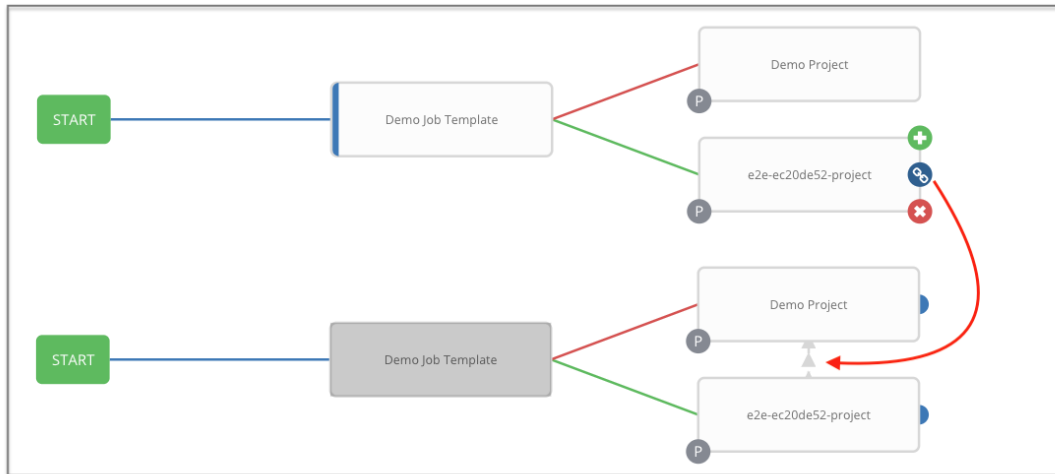 Demo Project
START
Demo Job Template
P
e2e-ec20de52-project
P
Demo Project
START
Demo Job Template
P
e2e-ec20de52-project
P